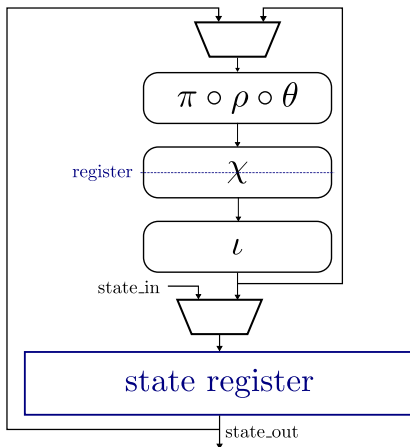 π ∘ ρ ∘ θ
register
χ
ι
state_in
state register
state_out